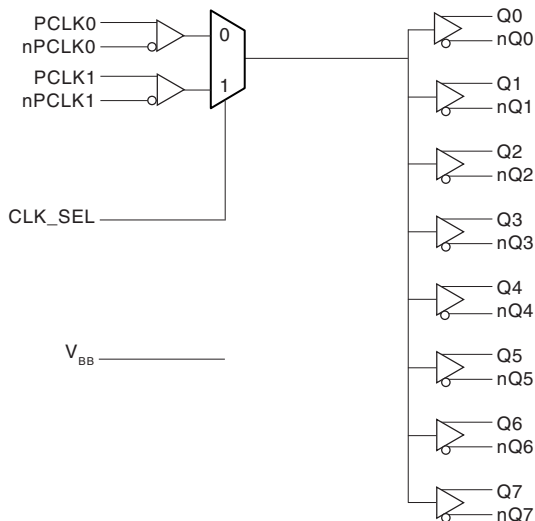 PCLK0
nPCLK0
PCLK1
nPCLK1
0
1
CLK_SEL
VBB
Q0
nQ0
Q1
nQ1
Q2
nQ2
Q3
nQ3
Q4
nQ4
Q5
nQ5
Q6
nQ6
Q7
nQ7